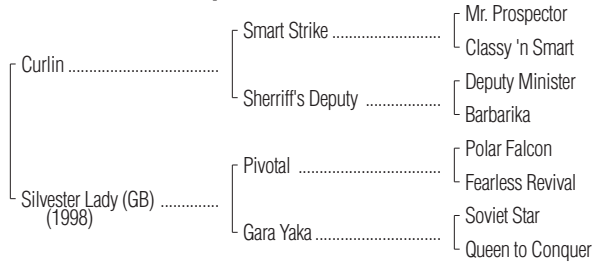 Mr. Prospector
Smart Strike ........................
Classy 'n Smart
Curlin .................................
Deputy Minister
Sherriff's Deputy ................
Barbarika
Polar Falcon
Pivotal ...............................
Fearless Revival
Silvester Lady (GB) .............
(1998)
Soviet Star
Gara Yaka ...........................
Queen to Conquer